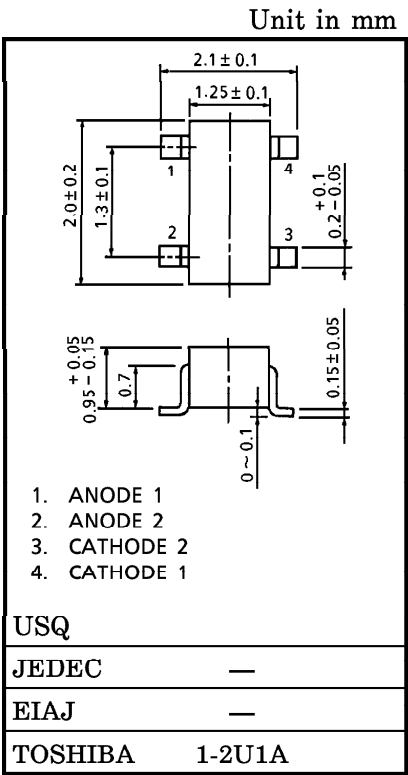 Unit in mm
2.1±0.1
1.25±0.1
1
4
2
3
2.0±0.2
1.3±0.1
+0.1
0.2-0.05
+0.05
0.95-0.15
0.7
0~0.1
0.15±0.05
1. ANODE 1
2. ANODE 2
3. CATHODE 2
4. CATHODE 1
USQ
JEDEC —
EIAJ —
TOSHIBA 1-2U1A